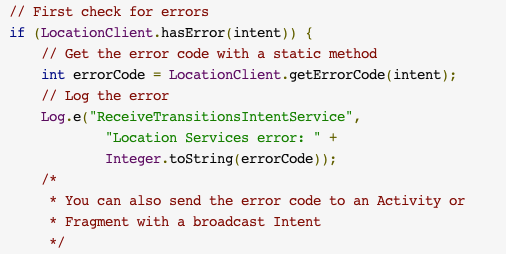 // First check for errors
if (LocationClient.hasError(intent)) {
    // Get the error code with a static method
    int errorCode = LocationClient.getErrorCode(intent);
    // Log the error
    Log.e("ReceiveTransitionsIntentService",
            "Location Services error: " +
            Integer.toString(errorCode));
    /*
     * You can also send the error code to an Activity or
     * Fragment with a broadcast Intent
     */